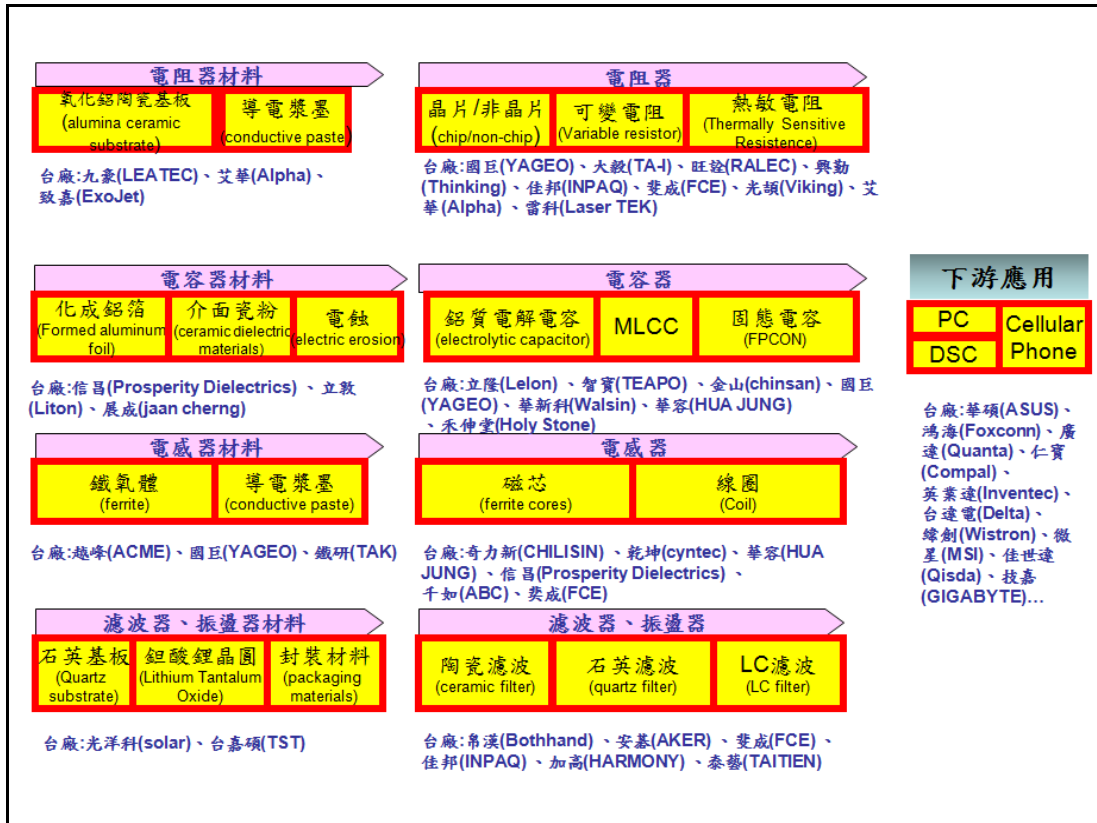 電阻器材料
氧化鋁陶瓷基板
(alumina ceramic
substrate)
導電漿墨
(conductive paste)
台廠:九豪(LEATEC)、艾華(Alpha)、
致嘉(ExoJet)
電阻器
晶片/非晶片
(chip/non-chip)
可變電阻
(Variable resistor)
熱敏電阻
(Thermally Sensitive
Resistence)
台廠:國巨(YAGEO)、大毅(TA-I)、旺詮(RALEC)、興勤
(Thinking)、佳邦(INPAQ)、斐成(FCE)、光頡(Viking)、艾
華(Alpha) 、雷科(Laser TEK)
電容器材料
化成鋁箔
(Formed aluminum
foil)
介面瓷粉
(ceramic dielectric
materials)
電蝕
(electric erosion)
台廠:信昌(Prosperity Dielectrics) 、立敦
(Liton)、展成(jaan cherng)
電容器
鋁質電解電容
(electrolytic capacitor)
MLCC
固態電容
(FPCON)
台廠:立隆(Lelon) 、智寶(TEAPO) 、金山(chinsan)、國巨
(YAGEO)、華新科(Walsin)、華容(HUA JUNG)
、禾伸堂(Holy Stone)
電感器材料
鐵氧體
(ferrite)
導電漿墨
(conductive paste)
台廠:越峰(ACME)、國巨(YAGEO)、鐵研(TAK)
電感器
磁芯
(ferrite cores)
線圈
(Coil)
台廠:奇力新(CHILISIN)、乾坤(cyntec)、華容(HUA
JUNG) 、信昌(Prosperity Dielectrics) 、
千如(ABC)、斐成(FCE)
濾波器、振盪器材料
石英基板
(Quartz
substrate)
鉭酸鋰晶圓
(Lithium Tantalum
Oxide)
封裝材料
(packaging
materials)
台廠:光洋科(solar)、台嘉碩(TST)
濾波器、振盪器
陶瓷濾波
(ceramic filter)
石英濾波
(quartz filter)
LC濾波
(LC filter)
台廠:帛漢(Bothhand) 、安碁(AKER) 、斐成(FCE) 、
佳邦(INPAQ) 、加高(HARMONY) 、泰藝(TAITIEN)
下游應用
PC
DSC
Cellular
Phone
台廠:華碩(ASUS)、
鴻海(Foxconn)、廣
達(Quanta)、仁寶
(Compal)、
英業達(Inventec)、
台達電(Delta)、
緯創(Wistron)、微
星(MSI)、佳世達
(Qisda)、技嘉
(GIGABYTE)…